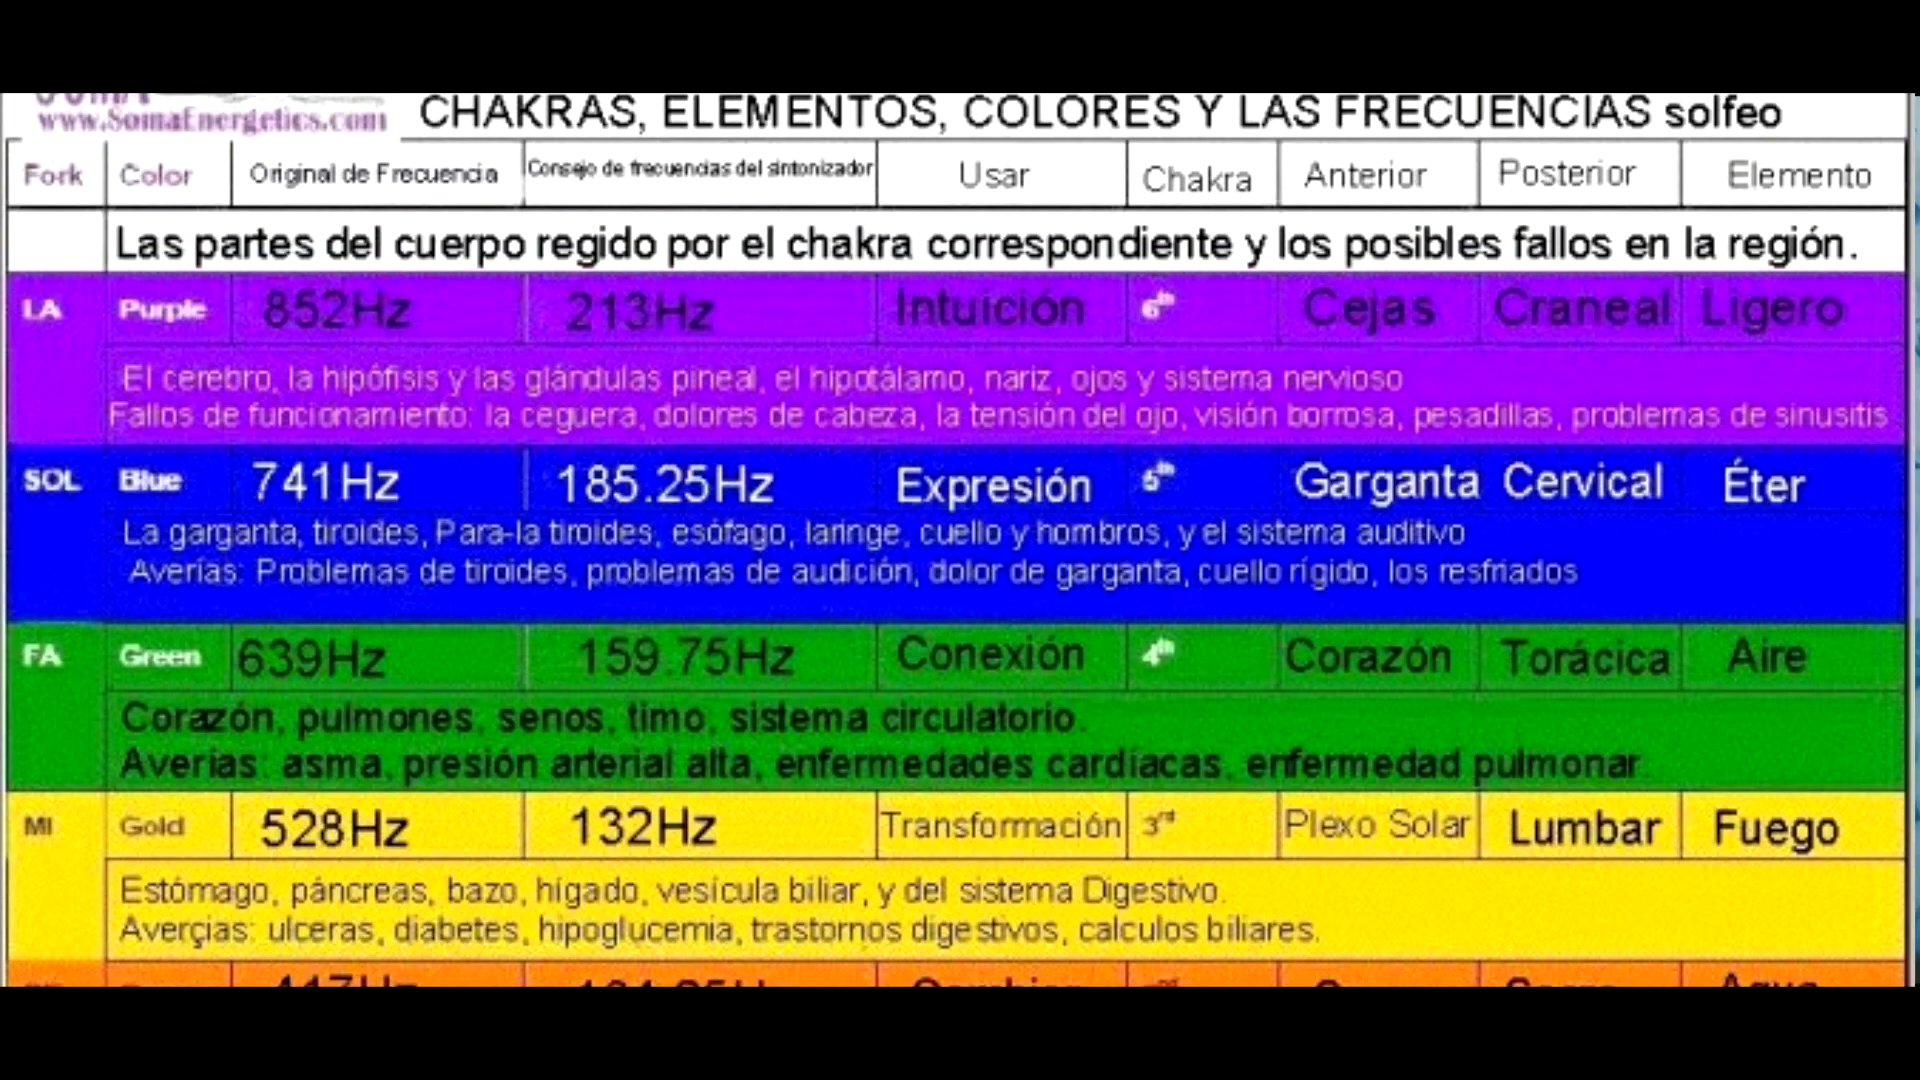 www.SomaEnergetics.com
CHAKRAS, ELEMENTOS, COLORES Y LAS FRECUENCIAS solfeo
Fork Color Original de Frecuencia Consejo de frecuencias del sintonizador Usar Chakra Anterior Posterior Elemento
Las partes del cuerpo regido por el chakra correspondiente y los posibles fallos en la región.
LA Purple 852Hz 213Hz Intuición 6th Cejas Craneal Ligero
El cerebro, la hipófisis y las glándulas pineal, el hipotálamo, nariz, ojos y sistema nervioso
Fallos de funcionamiento: la ceguera, dolores de cabeza, la tensión del ojo, visión borrosa, pesadillas, problemas de sinusitis
SOL Blue 741Hz 185.25Hz Expresión 5th Garganta Cervical Éter
La garganta, tiroides, Para-la tiroides, esófago, laringe, cuello y hombros, y el sistema auditivo
Averías: Problemas de tiroides, problemas de audición, dolor de garganta, cuello rígido, los resfriados
FA Green 639Hz 159.75Hz Conexión 4th Corazón Torácica Aire
Corazón, pulmones, senos, timo, sistema circulatorio.
Averías: asma, presión arterial alta, enfermedades cardíacas, enfermedad pulmonar.
MI Gold 528Hz 132Hz Transformación 3rd Plexo Solar Lumbar Fuego
Estómago, páncreas, bazo, hígado, vesícula biliar, y del sistema Digestivo.
Averçias: ulceras, diabetes, hipoglucemia, trastornos digestivos, calculos biliares.